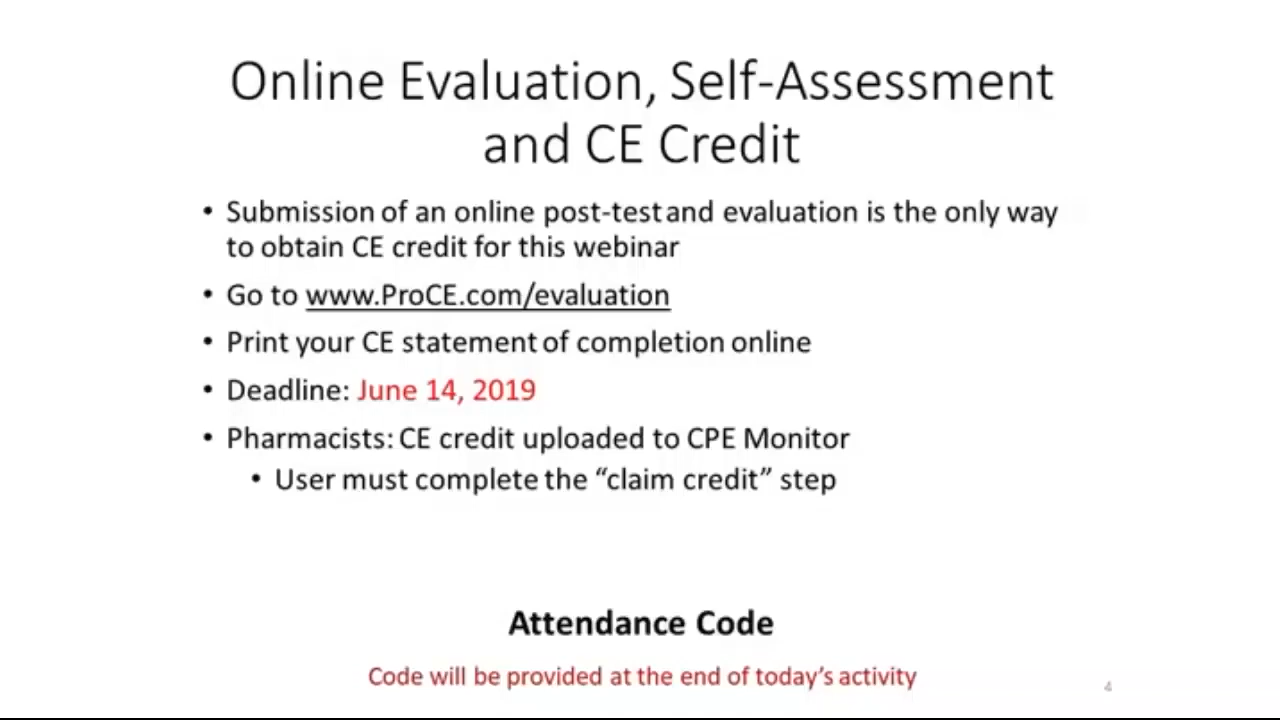 Online Evaluation, Self-Assessment
and CE Credit
• Submission of an online post-test and evaluation is the only way
to obtain CE credit for this webinar
• Go to www.ProCE.com/evaluation
• Print your CE statement of completion online
• Deadline: June 14, 2019
• Pharmacists: CE credit uploaded to CPE Monitor
• User must complete the “claim credit” step
Attendance Code
Code will be provided at the end of today’s activity
4